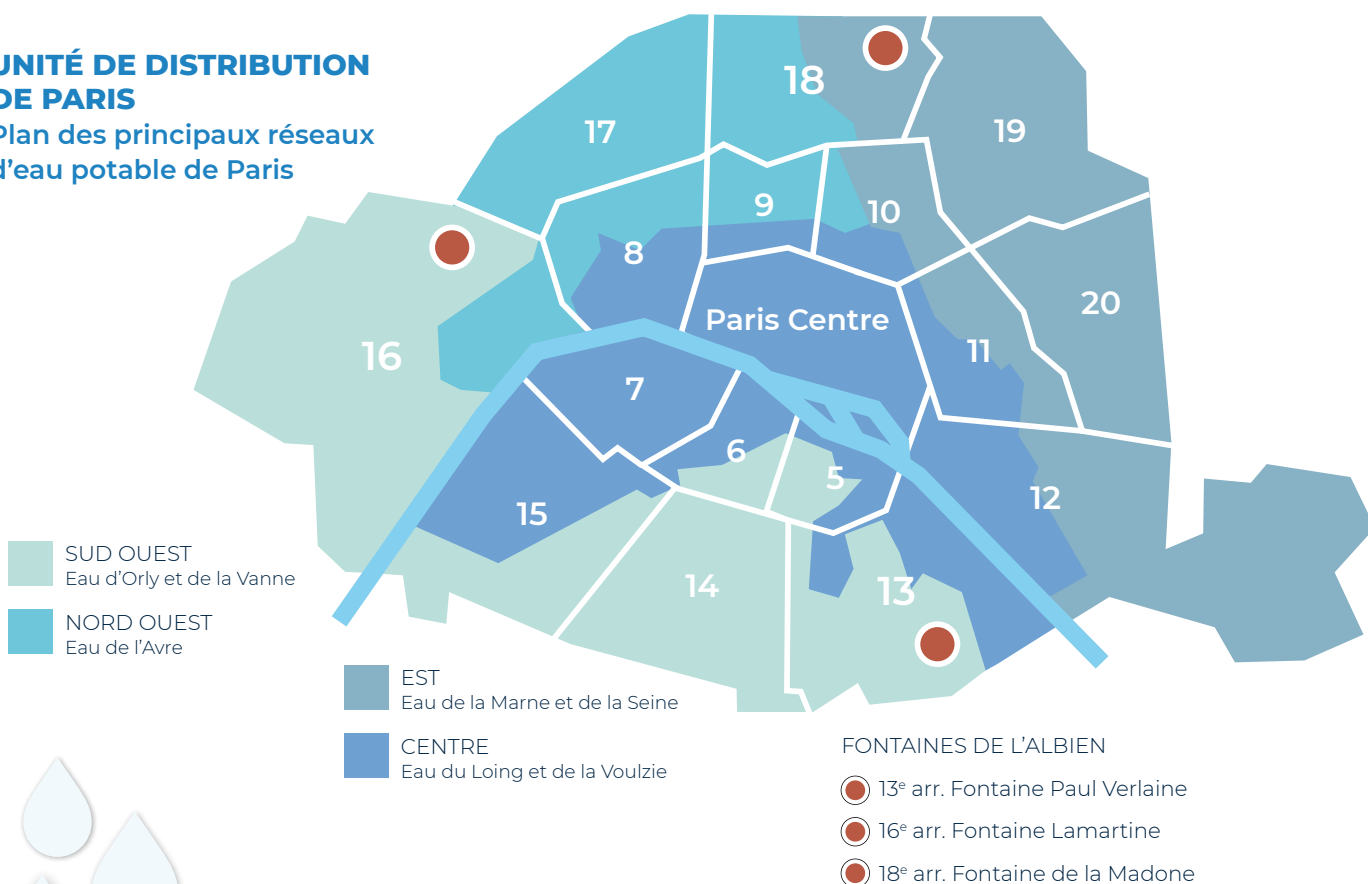 UNITÉ DE DISTRIBUTION
DE PARIS
Plan des principaux réseaux
d'eau potable de Paris
18
17
19
9
10
8
20
Paris Centre
11
16
7
6
5
12
15
14
13
SUD OUEST
Eau d'Orly et de la Vanne
NORD OUEST
Eau de l'Avre
EST
Eau de la Marne et de la Seine
CENTRE
Eau du Loing et de la Voulzie
FONTAINES DE L'ALBIEN
13e arr. Fontaine Paul Verlaine
16e arr. Fontaine Lamartine
18e arr. Fontaine de la Madone